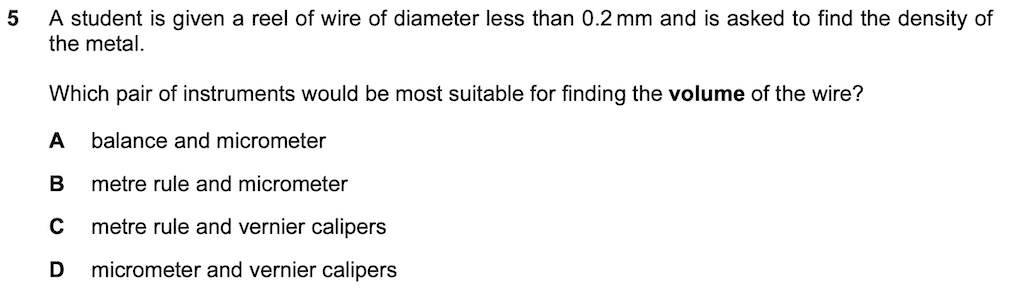 5 A student is given a reel of wire of diameter less than 0.2 mm and is asked to find the density of
the metal.
Which pair of instruments would be most suitable for finding the volume of the wire?
A balance and micrometer
B metre rule and micrometer
C metre rule and vernier calipers
D micrometer and vernier calipers